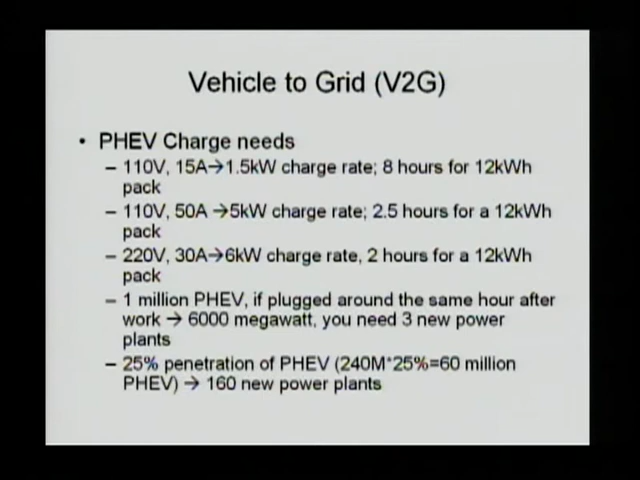 Vehicle to Grid (V2G)
• PHEV Charge needs
– 110V, 15A→1.5kW charge rate; 8 hours for 12kWh
pack
– 110V, 50A →5kW charge rate; 2.5 hours for a 12kWh
pack
– 220V, 30A→6kW charge rate, 2 hours for a 12kWh
pack
– 1 million PHEV, if plugged around the same hour after
work → 6000 megawatt, you need 3 new power
plants
– 25% penetration of PHEV (240M*25%=60 million
PHEV) → 160 new power plants